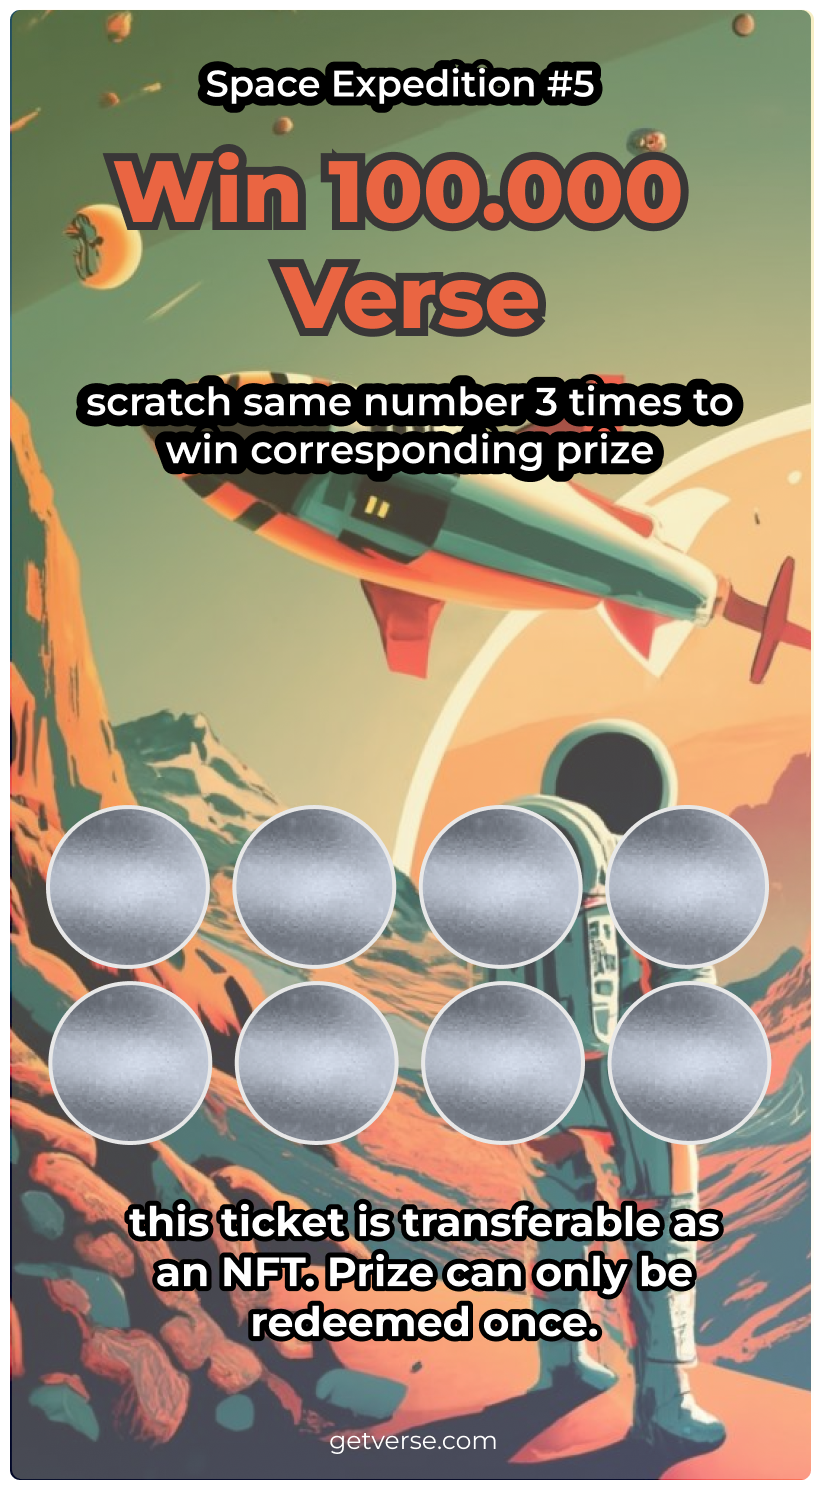 Space Expedition #5
Win 100.000
Verse
scratch same number 3 times to
win corresponding prize
this ticket is transferable as
an NFT. Prize can only be
redeemed once.
getverse.com